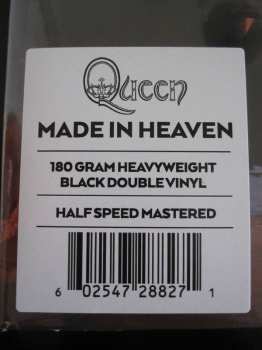 Queen
MADE IN HEAVEN
180 GRAM HEAVYWEIGHT
BLACK DOUBLE VINYL
HALF SPEED MASTERED
6 02547 28827 1